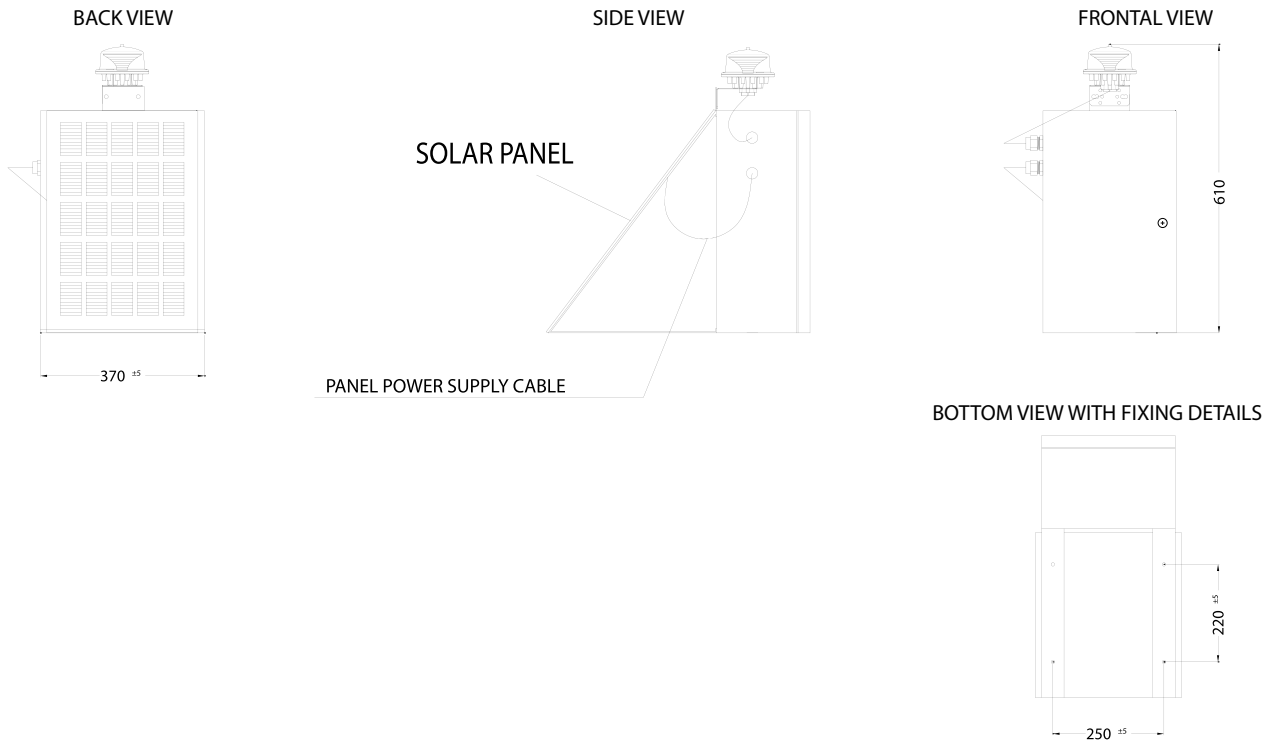 BACK VIEW
SIDE VIEW
FRONTAL VIEW
SOLAR PANEL
610
370 ±5
PANEL POWER SUPPLY CABLE
BOTTOM VIEW WITH FIXING DETAILS
220 ±5
250 ±5